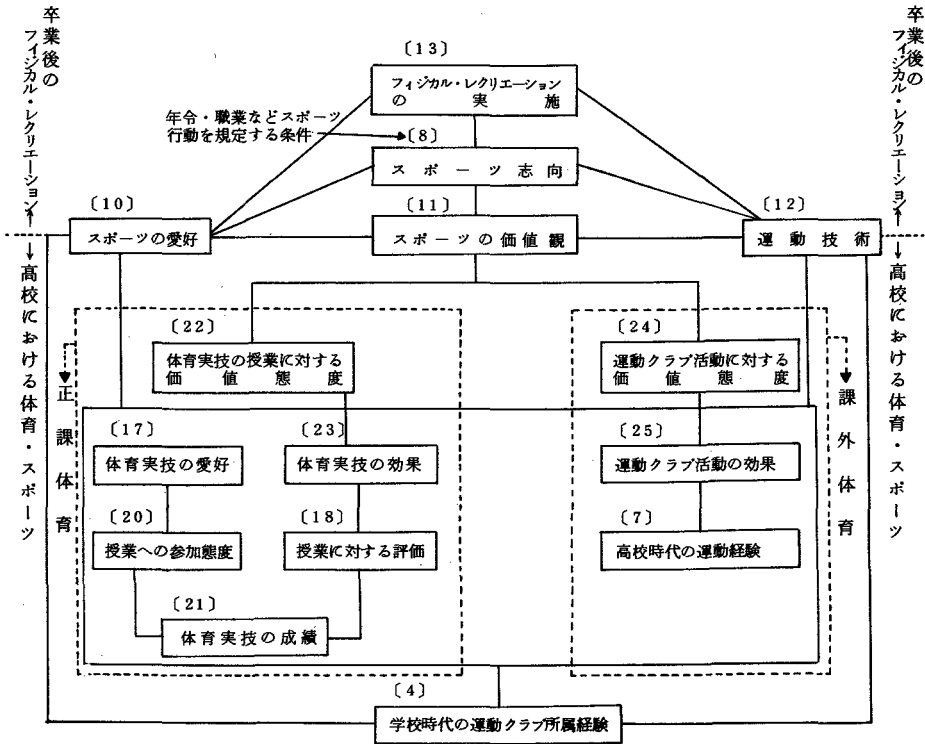 卒業後の
フィジカル・レクリエーション
卒業後の
フィジカル・レクリエーション
〔13〕
フィジカル・レクリエーション
の実施
年令・職業などスポーツ
行動を規定する条件
〔8〕
スポーツ志向
〔10〕
スポーツの愛好
〔11〕
スポーツの価値観
〔12〕
運動技術
高校における体育・スポーツ
高校における体育・スポーツ
正課体育
課外体育
〔22〕
体育実技の授業に対する
価値態度
〔24〕
運動クラブ活動に対する
価値態度
〔17〕
体育実技の愛好
〔23〕
体育実技の効果
〔25〕
運動クラブ活動の効果
〔20〕
授業への参加態度
〔18〕
授業に対する評価
〔7〕
高校時代の運動経験
〔21〕
体育実技の成績
〔4〕
学校時代の運動クラブ所属経験